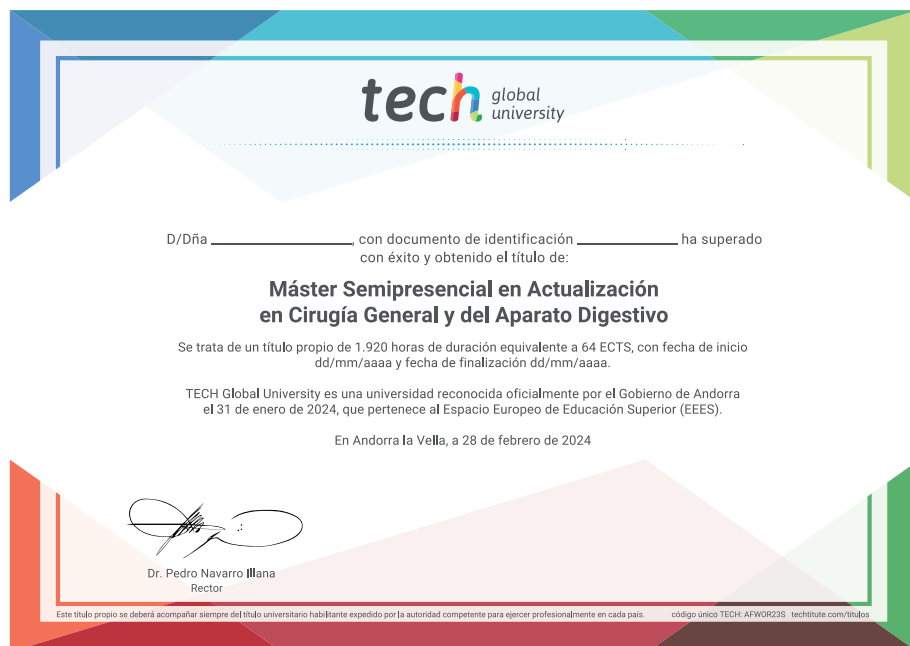 tech global university
D/Dña ______________, con documento de identificación __________ ha superado
con éxito y obtenido el título de:
Máster Semipresencial en Actualización
en Cirugía General y del Aparato Digestivo
Se trata de un título propio de 1.920 horas de duración equivalente a 64 ECTS, con fecha de inicio
dd/mm/aaaa y fecha de finalización dd/mm/aaaa.
TECH Global University es una universidad reconocida oficialmente por el Gobierno de Andorra
el 31 de enero de 2024, que pertenece al Espacio Europeo de Educación Superior (EEES).
En Andorra la Vella, a 28 de febrero de 2024
Dr. Pedro Navarro Illana
Rector
Este título propio se deberá acompañar siempre del título universitario habilitante expedido por la autoridad competente para ejercer profesionalmente en cada país. código único TECH: AFWOR23S techtitute.com/titulos